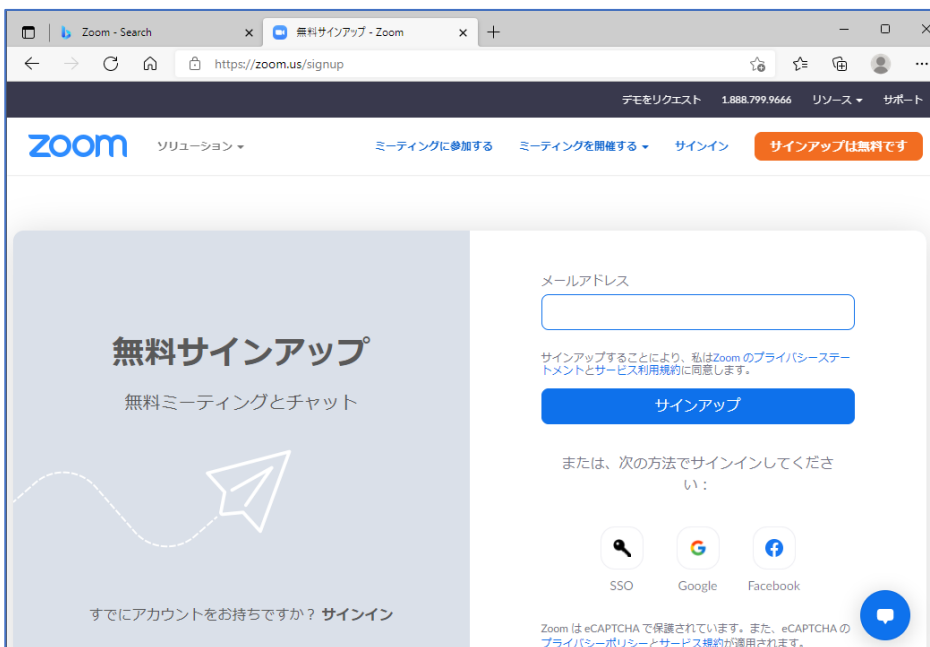 Zoom - Search
無料サインアップ - Zoom
https://zoom.us/signup
デモをリクエスト 1.888.799.9666 リソース サポート
zoom ソリューション ミーティングに参加する ミーティングを開催する サインイン サインアップは無料です
無料サインアップ
無料ミーティングとチャット
すでにアカウントをお持ちですか？ サインイン
メールアドレス
サインアップすることにより、私はZoom のプライバシーステー
トメントとサービス利用規約に同意します。
サインアップ
または、次の方法でサインインしてくださ
い：
SSO Google Facebook
Zoom は eCAPTCHA で保護されています。また、eCAPTCHA の
プライバシーポリシーとサービス規約が適用されます。